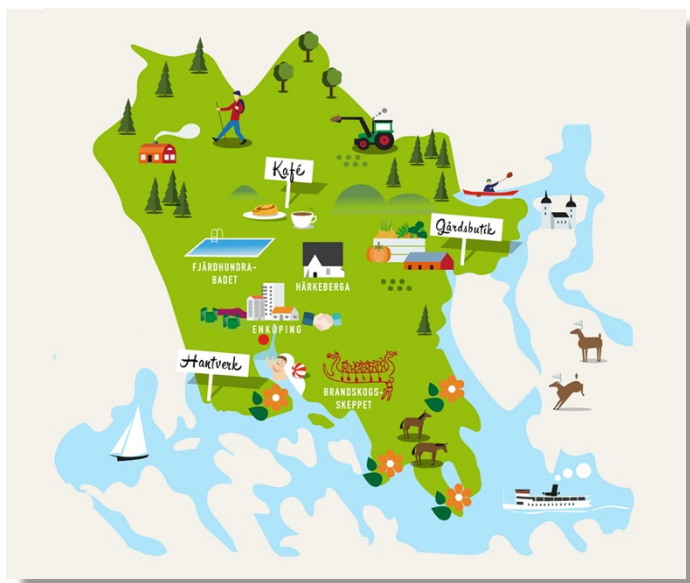 Kafé
Gårdsbutik
FJÄRDHUNDRA-
BADET
HÄRKEBERGA
ENKÖPING
Hantverk
BRANDSKOGS-
SKEPPET